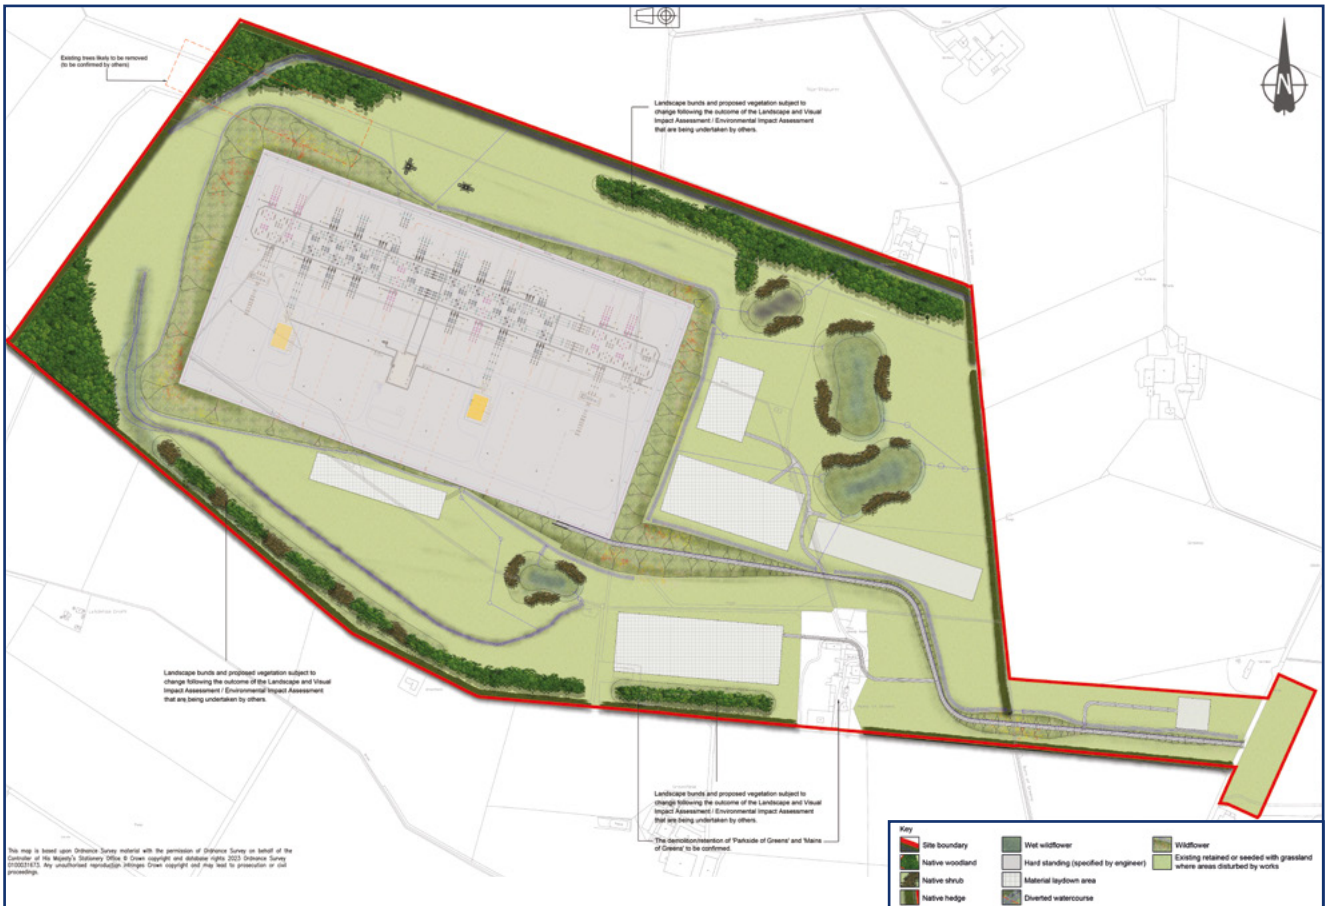 Existing trees likely to be removed
(to be confirmed by others)
N
Landscape bunds and proposed vegetation subject to
change following the outcome of the Landscape and Visual
Impact Assessment / Environmental Impact Assessment
that are being undertaken by others.
Landscape bunds and proposed vegetation subject to
change following the outcome of the Landscape and Visual
Impact Assessment / Environmental Impact Assessment
that are being undertaken by others.
Landscape bunds and proposed vegetation subject to
change following the outcome of the Landscape and Visual
Impact Assessment / Environmental Impact Assessment
that are being undertaken by others.
The demolition/retention of 'Parkside of Greens' and 'Mains
of Greens' to be confirmed.
This map is based upon Ordnance Survey material with the permission of Ordnance Survey on behalf of the
Controller of His Majesty's Stationery Office © Crown copyright and database rights 2023 Ordnance Survey
0100031673. Any unauthorised reproduction infringes Crown copyright and may lead to prosecution or civil
proceedings.
Key
Site boundary
Native woodland
Native shrub
Native hedge
Wet wildflower
Hard standing (specified by engineer)
Material laydown area
Diverted watercourse
Wildflower
Existing retained or seeded with grassland
where areas disturbed by works